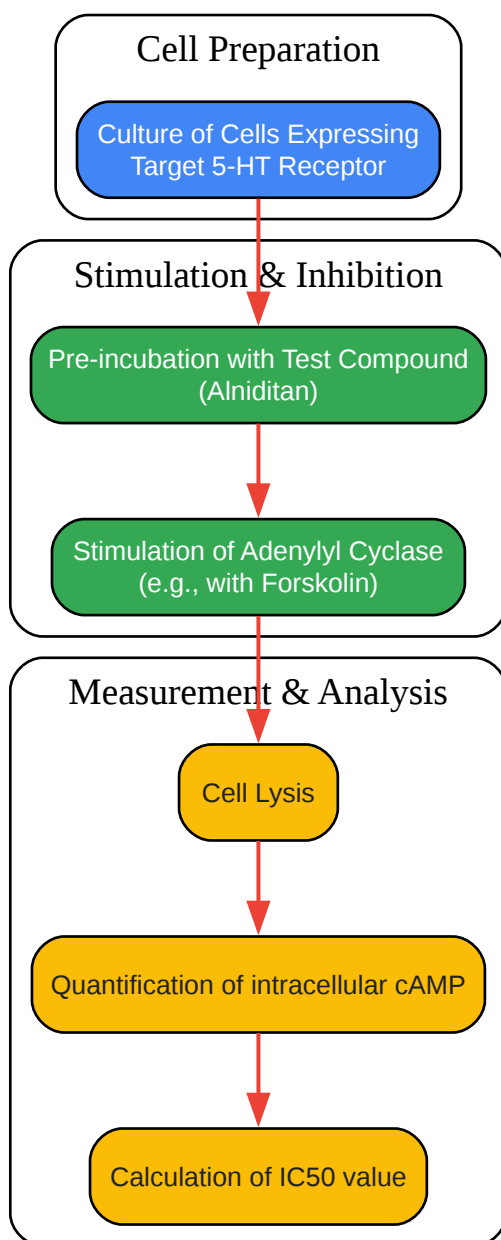 Cell Preparation
Culture of Cells Expressing
Target 5-HT Receptor
Stimulation & Inhibition
Pre-incubation with Test Compound
(Alniditan)
Stimulation of Adenylyl Cyclase
(e.g., with Forskolin)
Measurement & Analysis
Cell Lysis
Quantification of intracellular cAMP
Calculation of IC50 value